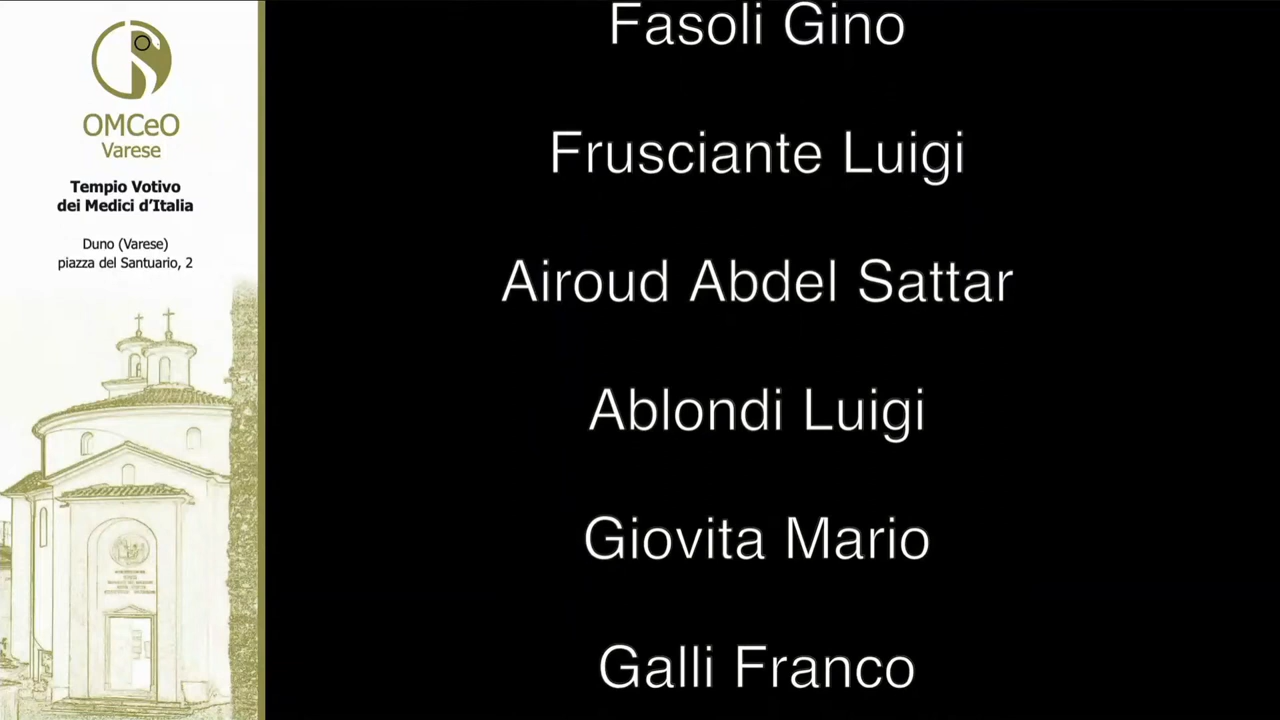 OMCeO
Varese
Tempio Votivo
dei Medici d'Italia
Duno (Varese)
piazza del Santuario, 2
Fasoli Gino
Frusciante Luigi
Airoud Abdel Sattar
Ablondi Luigi
Giovita Mario
Galli Franco